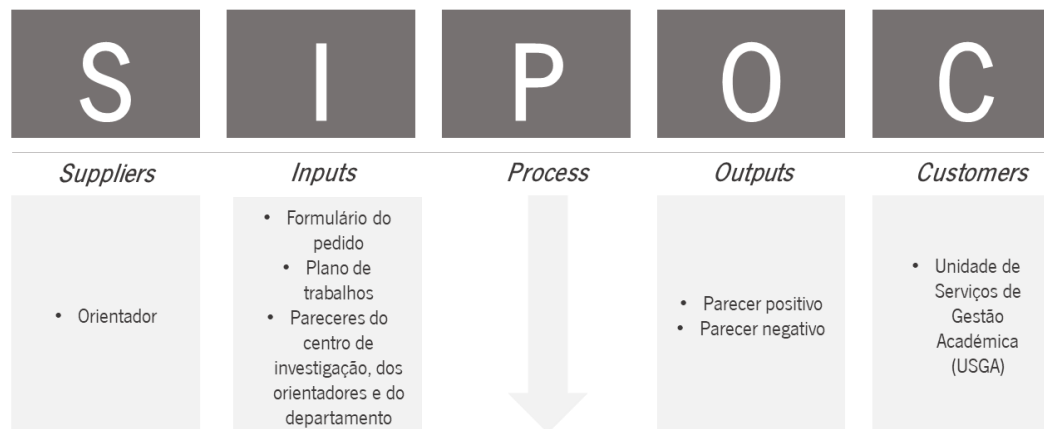 S I P O C
Suppliers Inputs Process Outputs Customers
• Orientador
• Formulário do
pedido
• Plano de
trabalhos
• Pareceres do
centro de
investigação, dos
orientadores e do
departamento
• Parecer positivo
• Parecer negativo
• Unidade de
Serviços de
Gestão
Académica
(USGA)